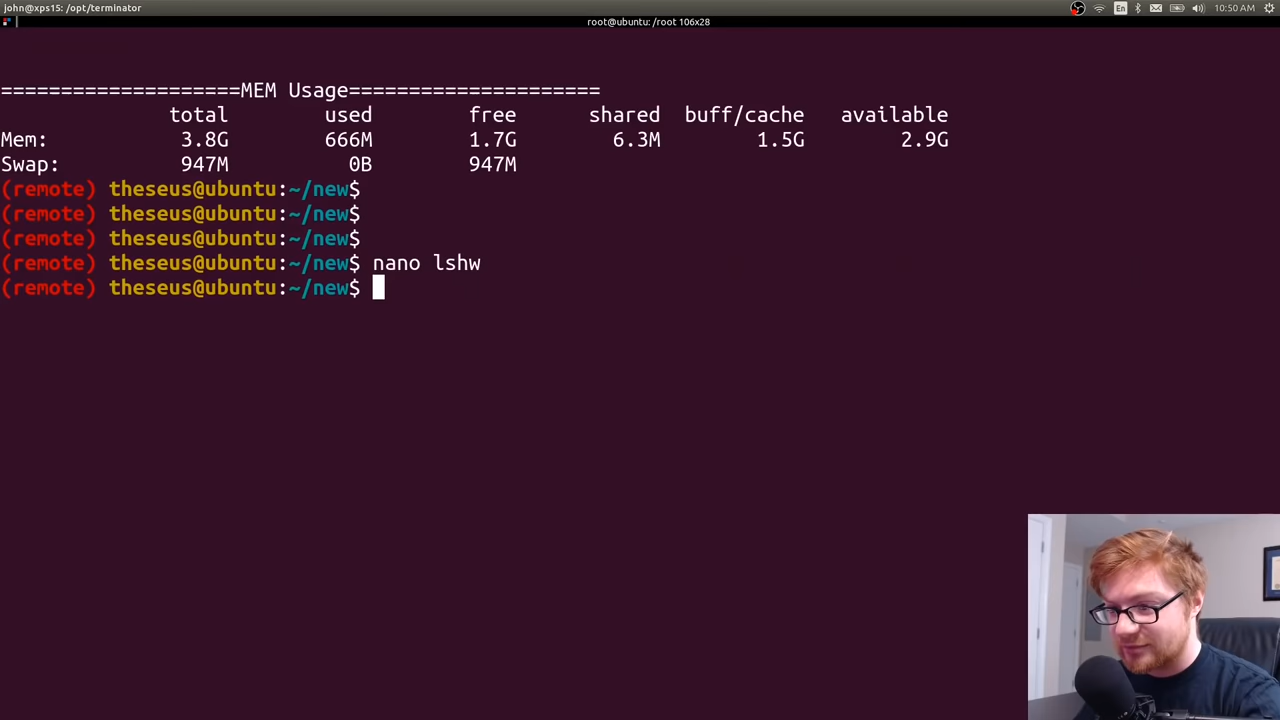 john@xps15: /opt/terminator
En
10:50 AM
root@ubuntu: /root 106x28
====================MEM Usage=====================
total used free shared buff/cache available
Mem: 3.8G 666M 1.7G 6.3M 1.5G 2.9G
Swap: 947M 0B 947M
(remote) theseus@ubuntu:~/new$
(remote) theseus@ubuntu:~/new$
(remote) theseus@ubuntu:~/new$
(remote) theseus@ubuntu:~/new$ nano lshw
(remote) theseus@ubuntu:~/new$